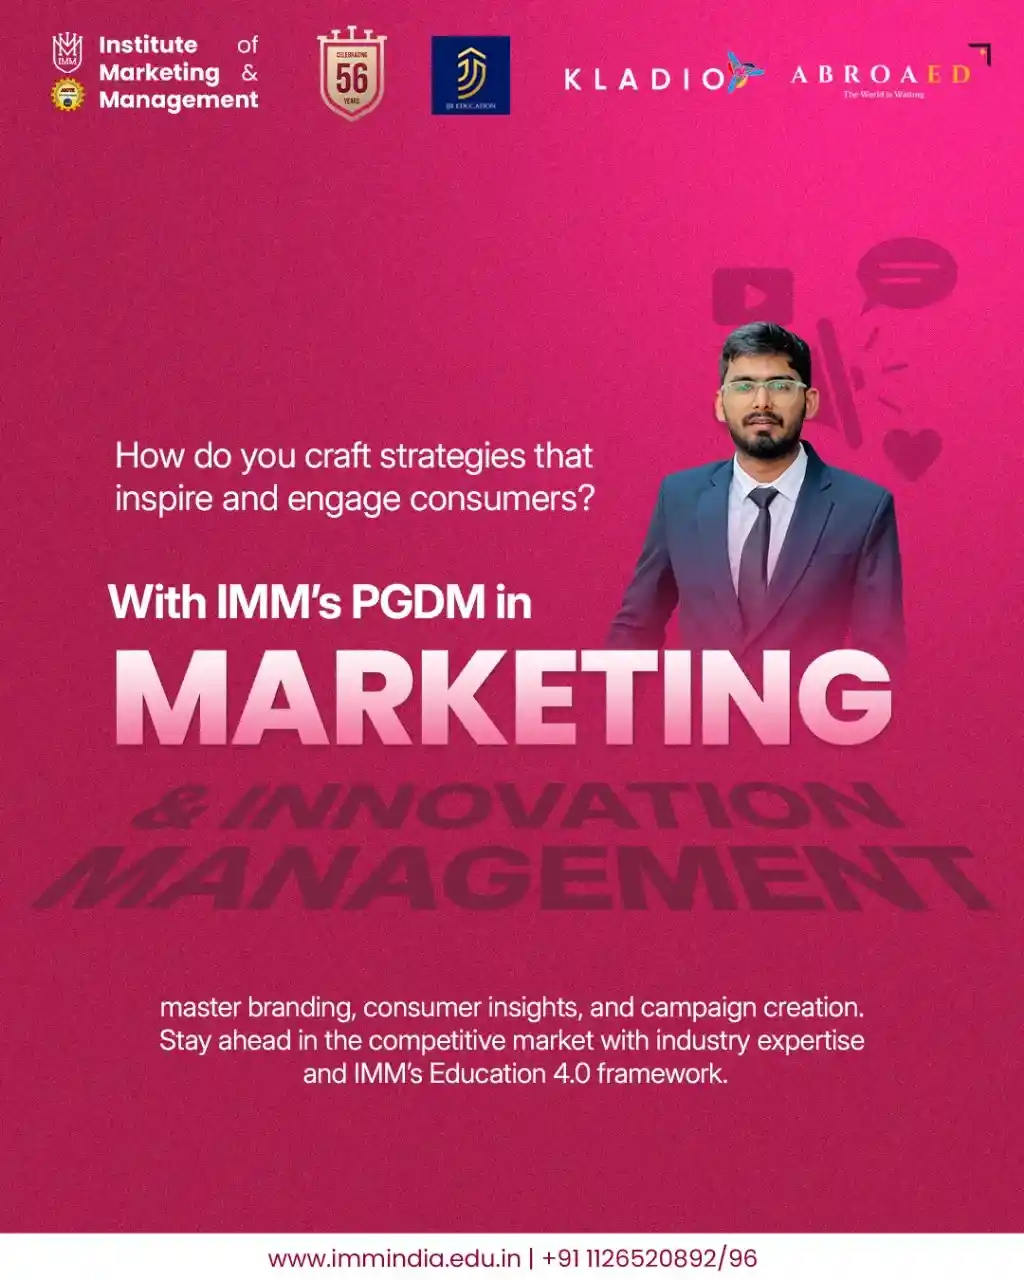 Institute of
Marketing &
Management
IMM
CELEBRATING
56
YEARS
KLADIO
ABROAED
The World is Waiting
How do you craft strategies that
inspire and engage consumers?
With IMM's PGDM in
MARKETING
& INNOVATION
MANAGEMENT
master branding, consumer insights, and campaign creation.
Stay ahead in the competitive market with industry expertise
and IMM's Education 4.0 framework.
www.immindia.edu.in | +91 1126520892/96